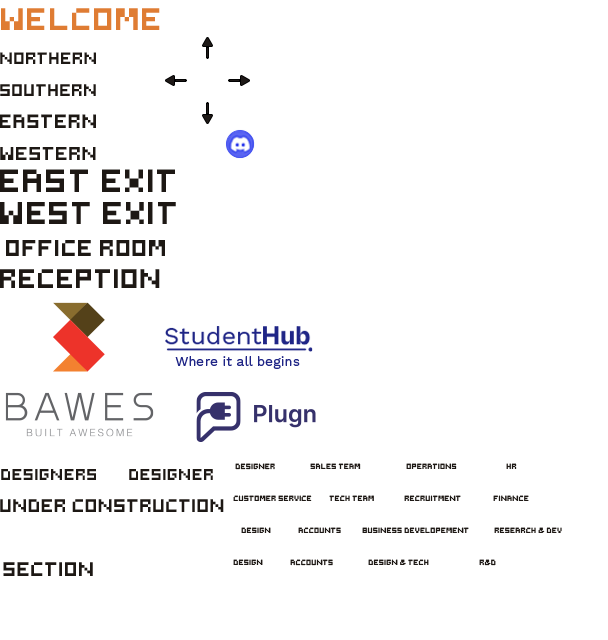 WELCOME
NORTHERN
SOUTHERN
EASTERN
WESTERN
EAST EXIT
WEST EXIT
OFFICE ROOM
RECEPTION
StudentHub.
Where it all begins
BAWES
BUILT AWESOME
Plugn
DESIGNERS DESIGNER
UNDER CONSTRUCTION
SECTION
DESIGNER SALES TEAM OPERATIONS HR
CUSTOMER SERVICE TECH TEAM RECRUITMENT FINANCE
DESIGN ACCOUNTS BUSINESS DEVELOPEMENT RESEARCH & DEV
DESIGN ACCOUNTS DESIGN & TECH R&D